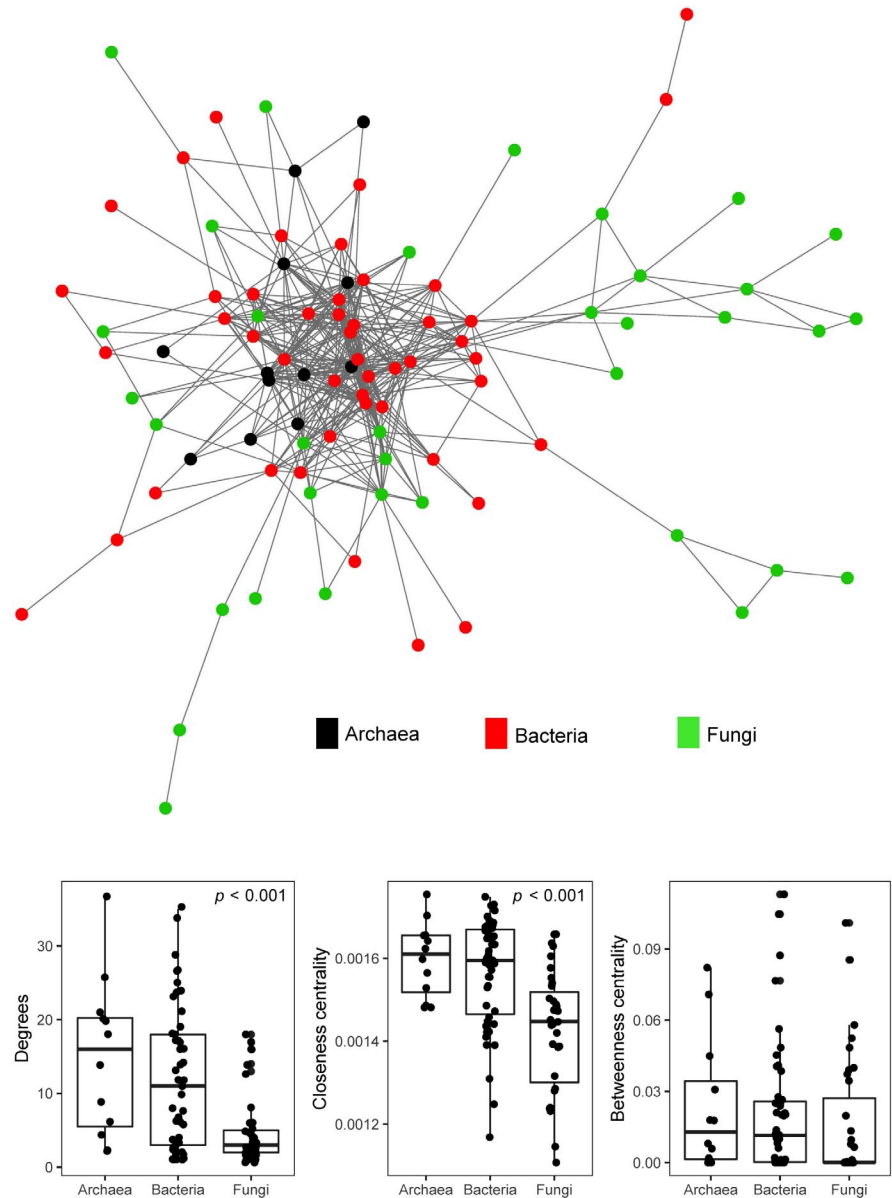 Archaea Bacteria Fungi
p < 0.001
Degrees
30
20
10
0
Archaea Bacteria Fungi
p < 0.001
Closeness centrality
0.0016
0.0014
0.0012
Archaea Bacteria Fungi
Betweenness centrality
0.09
0.06
0.03
0.00
Archaea Bacteria Fungi